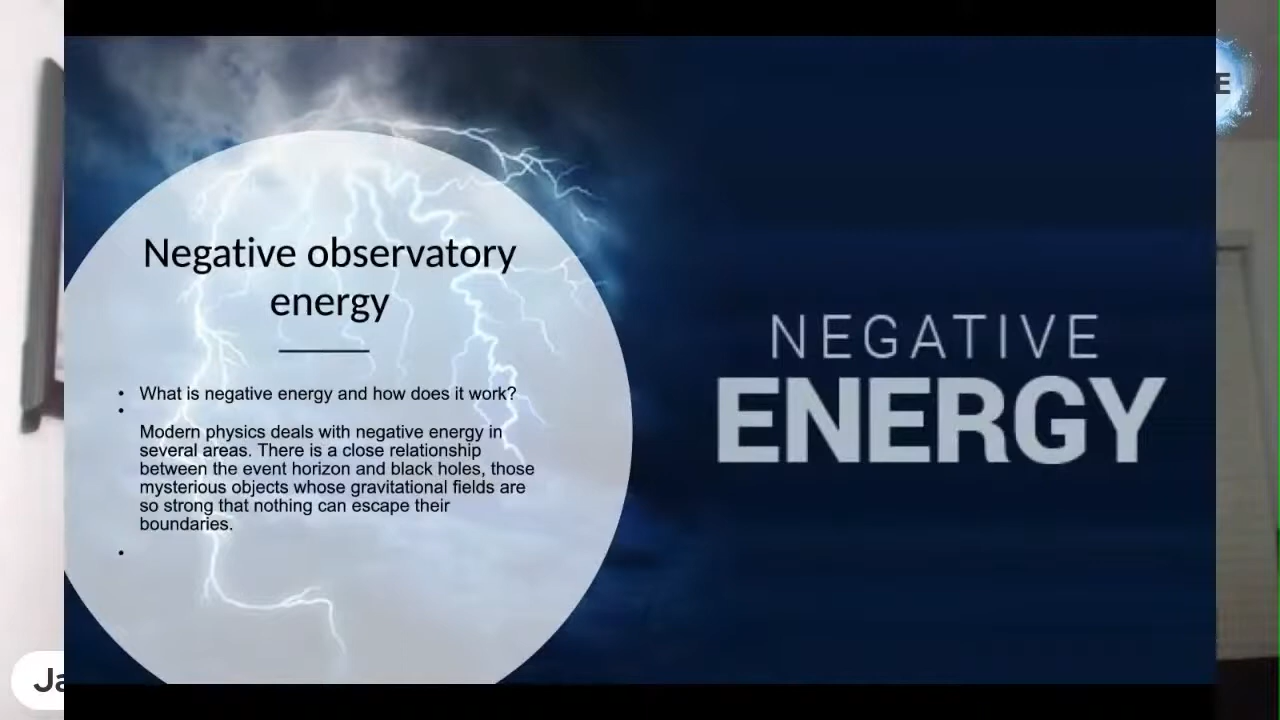 Negative observatory
energy
• What is negative energy and how does it work?
•
Modern physics deals with negative energy in
several areas. There is a close relationship
between the event horizon and black holes, those
mysterious objects whose gravitational fields are
so strong that nothing can escape their
boundaries.
•
NEGATIVE
ENERGY
E
Ja